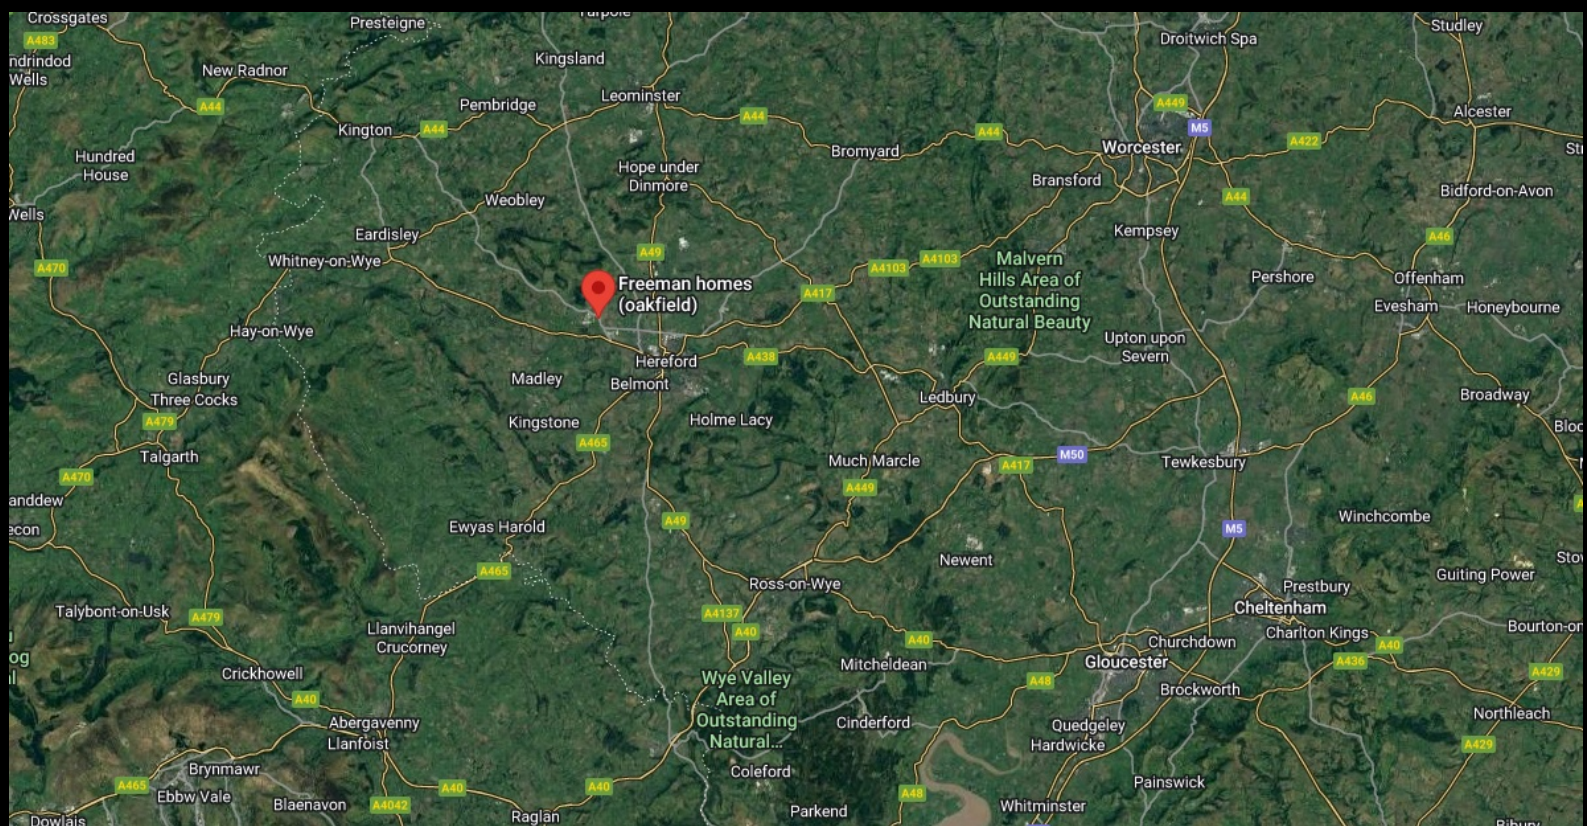 Crossgates
Presteigne
Studley
A483
Kingsland
Droitwich Spa
ndrindod
Wells
New Radnor
A44
Pembridge
Leominster
A449
Alcester
Kington
A44
A44
A44
M5
A422
Worcester
Bromyard
Hundred
House
Hope under
Dinmore
Bransford
Bidford-on-Avon
Weobley
A44
Wells
Eardisley
Kempsey
A46
Whitney-on-Wye
A49
A4103
A4103
Malvern
Hills Area of
Outstanding
Natural Beauty
A470
Pershore
Offenham
Freeman homes
(oakfield)
A417
Evesham
Honeybourne
Hay-on-Wye
Upton upon
Severn
Hereford
A438
A449
Glasbury
Three Cocks
Madley
Belmont
Ledbury
A46
Broadway
A479
Kingstone
Holme Lacy
A465
Talgarth
Much Marcle
M50
A417
Tewkesbury
A470
A449
anddew
Ewyas Harold
A49
M5
Winchcombe
econ
A465
Newent
Ross-on-Wye
Prestbury
Guiting Power
Talybont-on-Usk
A479
A4137
A40
Cheltenham
Llanvihangel
Crucorney
A40
Churchdown
Charlton Kings
A40
Bourton-on
Gloucester
A436
Mitcheldean
Crickhowell
A48
Brockworth
A429
A40
Wye Valley
Area of
Outstanding
Natural...
Abergavenny
Llanfoist
Cinderford
Quedgeley
Hardwicke
Northleach
A429
Brynmawr
Coleford
A465
Ebbw Vale
Blaenavon
A4042
A40
A40
A48
Painswick
Raglan
Parkend
Whitminster
Dowlais